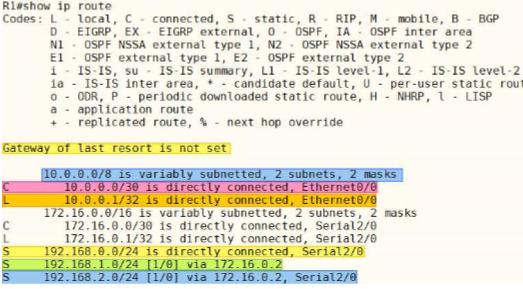 R1#show ip route
Codes: L - local, C - connected, S - static, R - RIP, M - mobile, B - BGP
D - EIGRP, EX - EIGRP external, O - OSPF, IA - OSPF inter area
N1 - OSPF NSSA external type 1, N2 - OSPF NSSA external type 2
E1 - OSPF external type 1, E2 - OSPF external type 2
i - IS-IS, su - IS-IS summary, L1 - IS-IS level-1, L2 - IS-IS level-2
ia - IS-IS inter area, * - candidate default, U - per-user static rout
o - ODR, P - periodic downloaded static route, H - NHRP, l - LISP
a - application route
+ - replicated route, % - next hop override
Gateway of last resort is not set
10.0.0.0/8 is variably subnetted, 2 subnets, 2 masks
C 10.0.0.0/30 is directly connected, Ethernet0/0
L 10.0.0.1/32 is directly connected, Ethernet0/0
172.16.0.0/16 is variably subnetted, 2 subnets, 2 masks
C 172.16.0.0/30 is directly connected, Serial2/0
L 172.16.0.1/32 is directly connected, Serial2/0
S 192.168.0.0/24 is directly connected, Serial2/0
S 192.168.1.0/24 [1/0] via 172.16.0.2
S 192.168.2.0/24 [1/0] via 172.16.0.2, Serial2/0